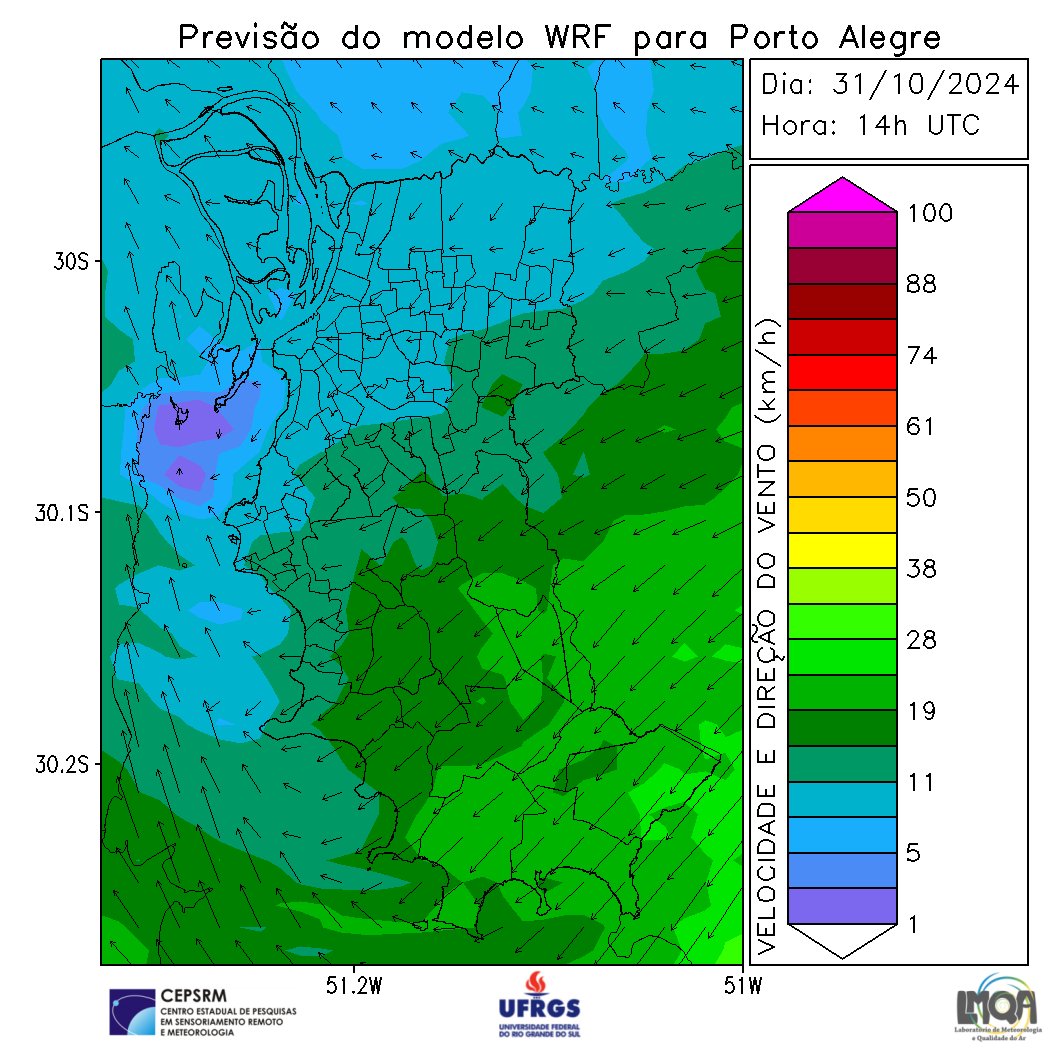 Previsão do modelo WRF para Porto Alegre
Dia: 31/10/2024
Hora: 14h UTC
30S
30.1S
30.2S
51.2W
51W
VELOCIDADE E DIREÇÃO DO VENTO (km/h)
100
88
74
61
50
38
28
19
11
5
1
CEPSRM
CENTRO ESTADUAL DE PESQUISAS
EM SENSORIAMENTO REMOTO
E METEOROLOGIA
UFRGS
UNIVERSIDADE FEDERAL
DO RIO GRANDE DO SUL
LMQA
Laboratório de Meteorologia
e Qualidade do Ar